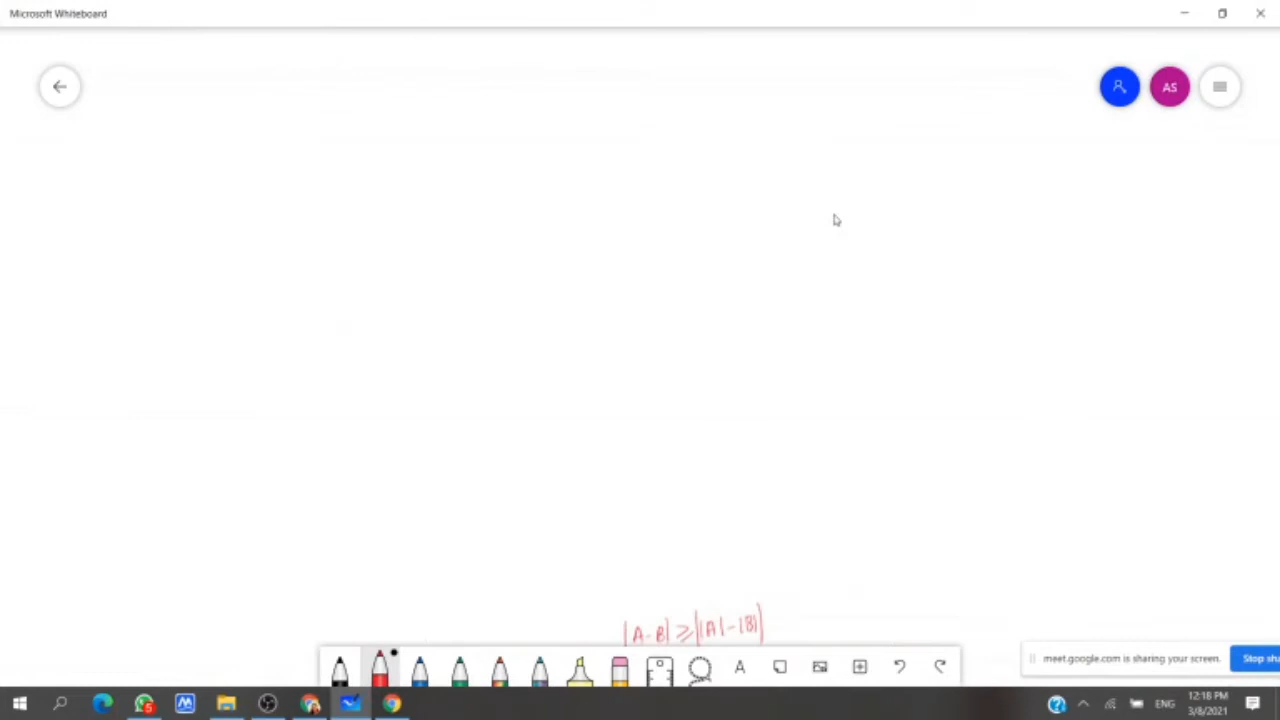 Microsoft Whiteboard
AS
|A-B| ≥ ||A|-|B||
A
meet.google.com is sharing your screen.
Stop sha
5
ENG
12:18 PM
3/8/2021